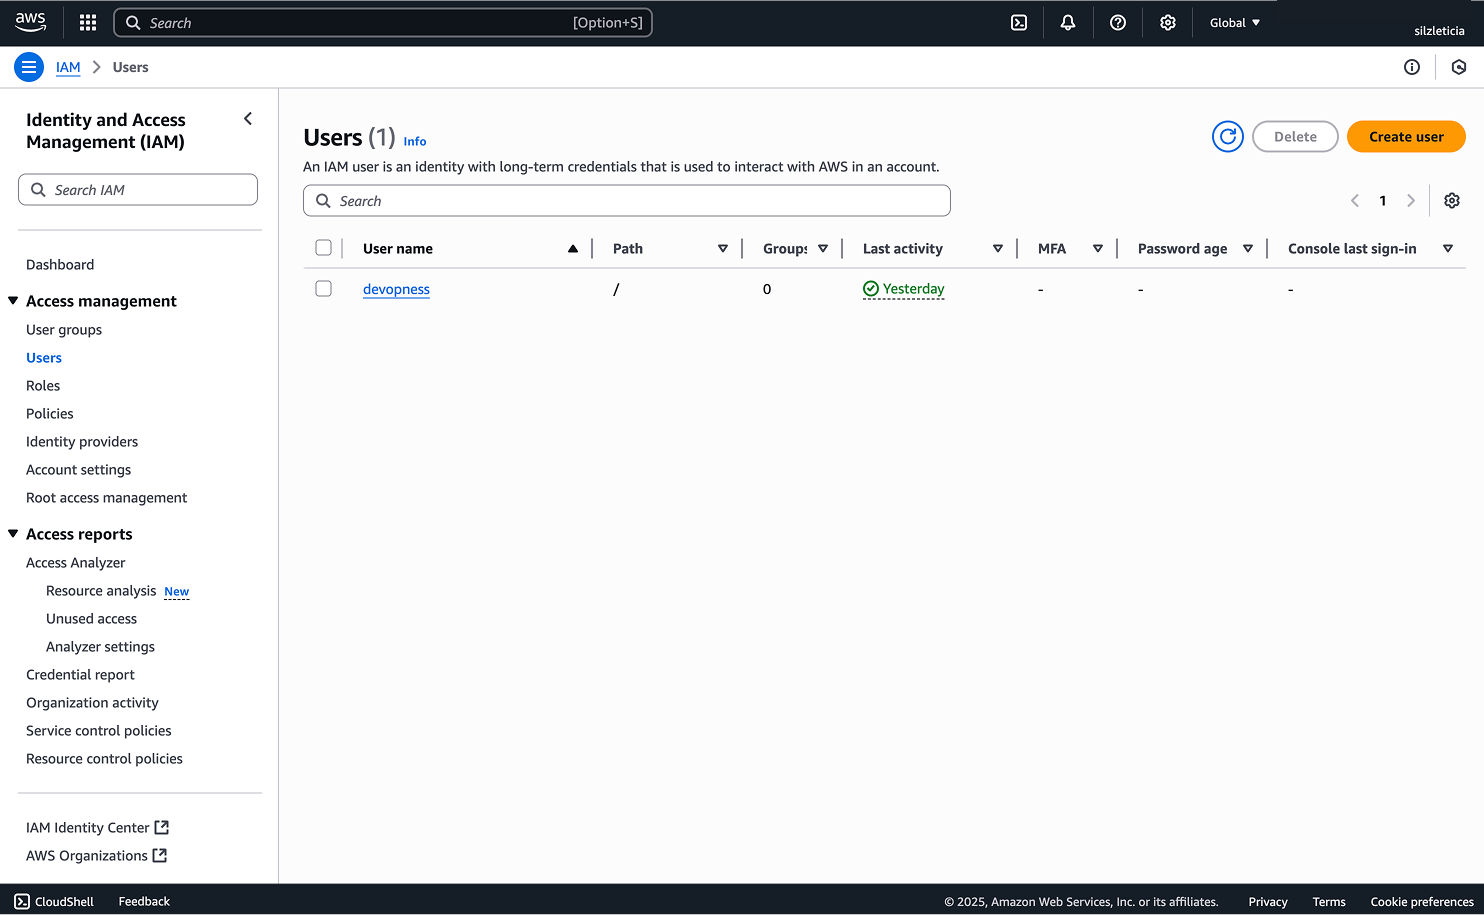 aws
Search [Option+S]
Global
silzleticia
IAM Users
Identity and Access
Management (IAM)
Search IAM
Dashboard
Access management
User groups
Users
Roles
Policies
Identity providers
Account settings
Root access management
Access reports
Access Analyzer
Resource analysis New
Unused access
Analyzer settings
Credential report
Organization activity
Service control policies
Resource control policies
IAM Identity Center
AWS Organizations
Users (1) Info
Delete
Create user
An IAM user is an identity with long-term credentials that is used to interact with AWS in an account.
Search
1
User name Path Groups Last activity MFA Password age Console last sign-in
devopness / 0 Yesterday - - -
CloudShell Feedback
© 2025, Amazon Web Services, Inc. or its affiliates. Privacy Terms Cookie preferences